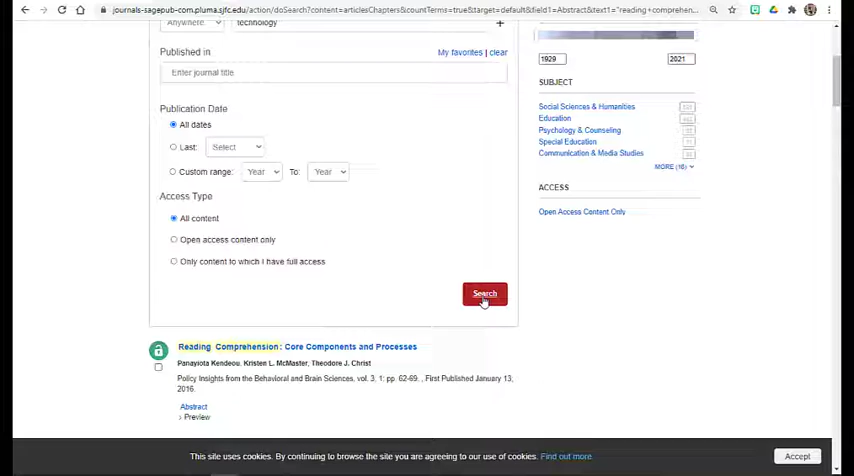 journals-sagepub-com.pluma.sjfc.edu/action/doSearch?content=articlesChapters&countTerms=true&target=default&field1=Abstract&text1="reading+comprehen...
Anywhere. technology +
Published in My favorites | clear
Enter journal title
1929 2021
SUBJECT
Social Sciences & Humanities
Education
Psychology & Counseling
Special Education
Communication & Media Studies
MORE (16)
ACCESS
Open Access Content Only
Publication Date
All dates
Last: Select
Custom range: Year To: Year
Access Type
All content
Open access content only
Only content to which I have full access
Search
Reading Comprehension: Core Components and Processes
Panayiota Kendeou, Kristen L. McMaster, Theodore J. Christ
Policy Insights from the Behavioral and Brain Sciences, vol. 3, 1: pp. 62-69. , First Published January 13,
2016.
Abstract
› Preview
This site uses cookies. By continuing to browse the site you are agreeing to our use of cookies. Find out more.
Accept